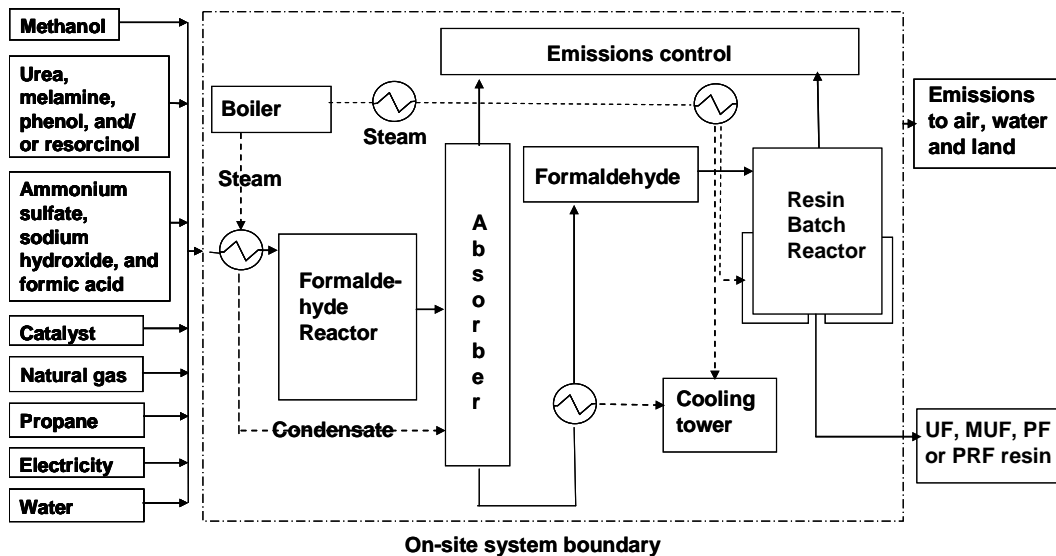 Methanol
Urea,
melamine,
phenol, and/
or resorcinol
Ammonium
sulfate,
sodium
hydroxide, and
formic acid
Catalyst
Natural gas
Propane
Electricity
Water
Emissions control
Boiler
Steam
Steam
Formalde-
hyde
Reactor
Condensate
A
b
s
o
r
b
e
r
Formaldehyde
Resin
Batch
Reactor
Cooling
tower
Emissions
to air, water
and land
UF, MUF, PF
or PRF resin
On-site system boundary